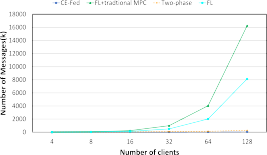 CE-Fed FL+tradtional MPC Two-phase FL
18000
16000
14000
12000
10000
8000
6000
4000
2000
0
Number of Messages(k)
4 8 16 32 64 128
Number of clients